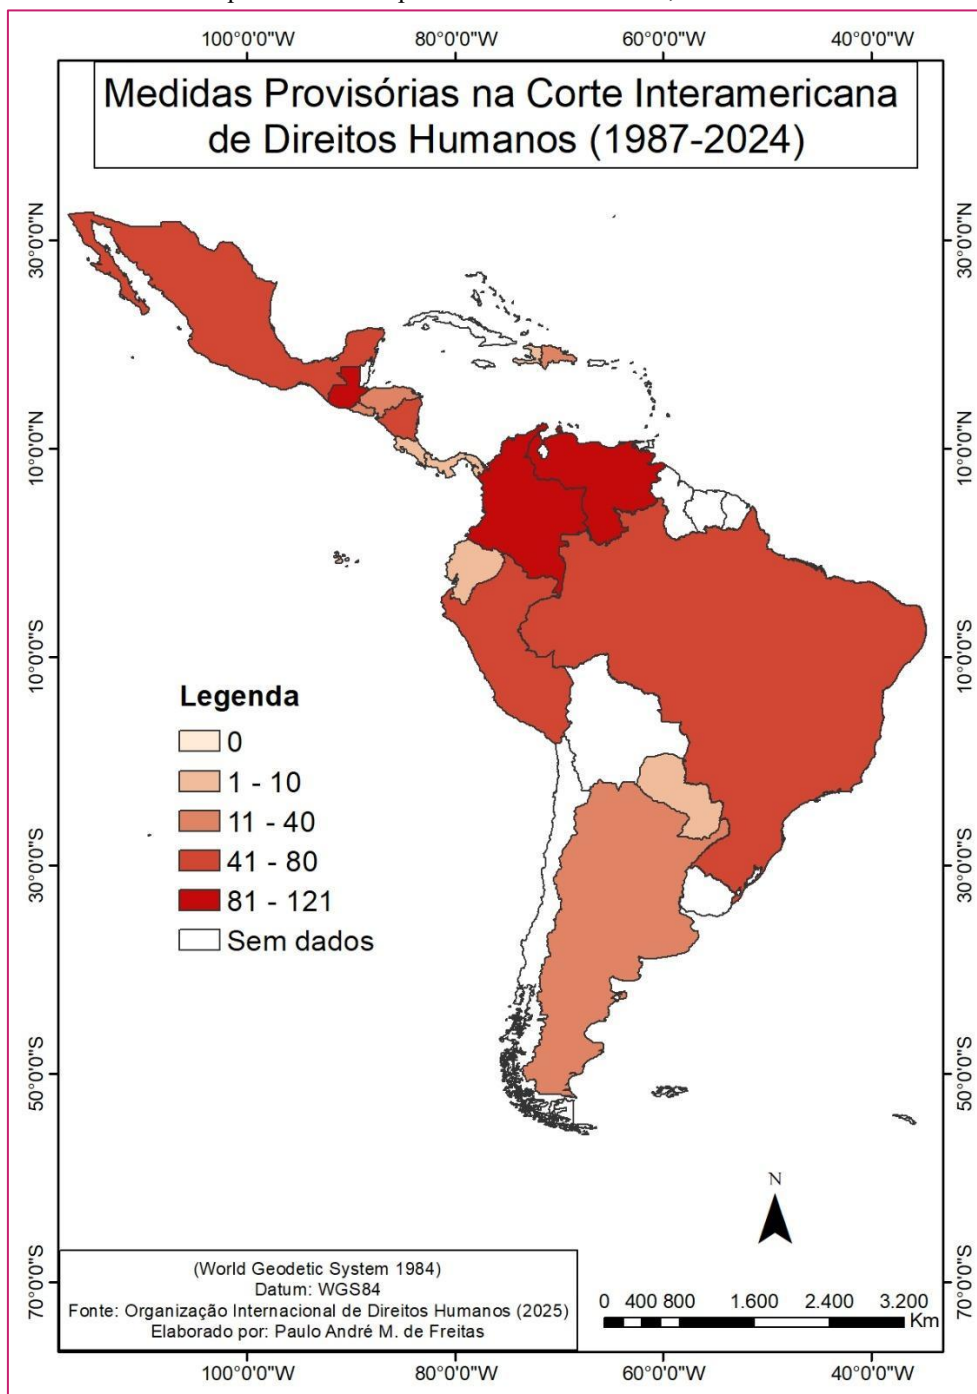 100°0'0"W 80°0'0"W 60°0'0"W 40°0'0"W
Medidas Provisórias na Corte Interamericana
de Direitos Humanos (1987-2024)
30°0'0"N 30°0'0"N
10°0'0"N 10°0'0"N
10°0'0"S 10°0'0"S
Legenda
0
1 - 10
11 - 40
41 - 80
81 - 121
Sem dados
30°0'0"S 30°0'0"S
50°0'0"S 50°0'0"S
N
70°0'0"S 70°0'0"S
(World Geodetic System 1984)
Datum: WGS84
Fonte: Organização Internacional de Direitos Humanos (2025)
Elaborado por: Paulo André M. de Freitas
0 400 800 1.600 2.400 3.200
Km
100°0'0"W 80°0'0"W 60°0'0"W 40°0'0"W